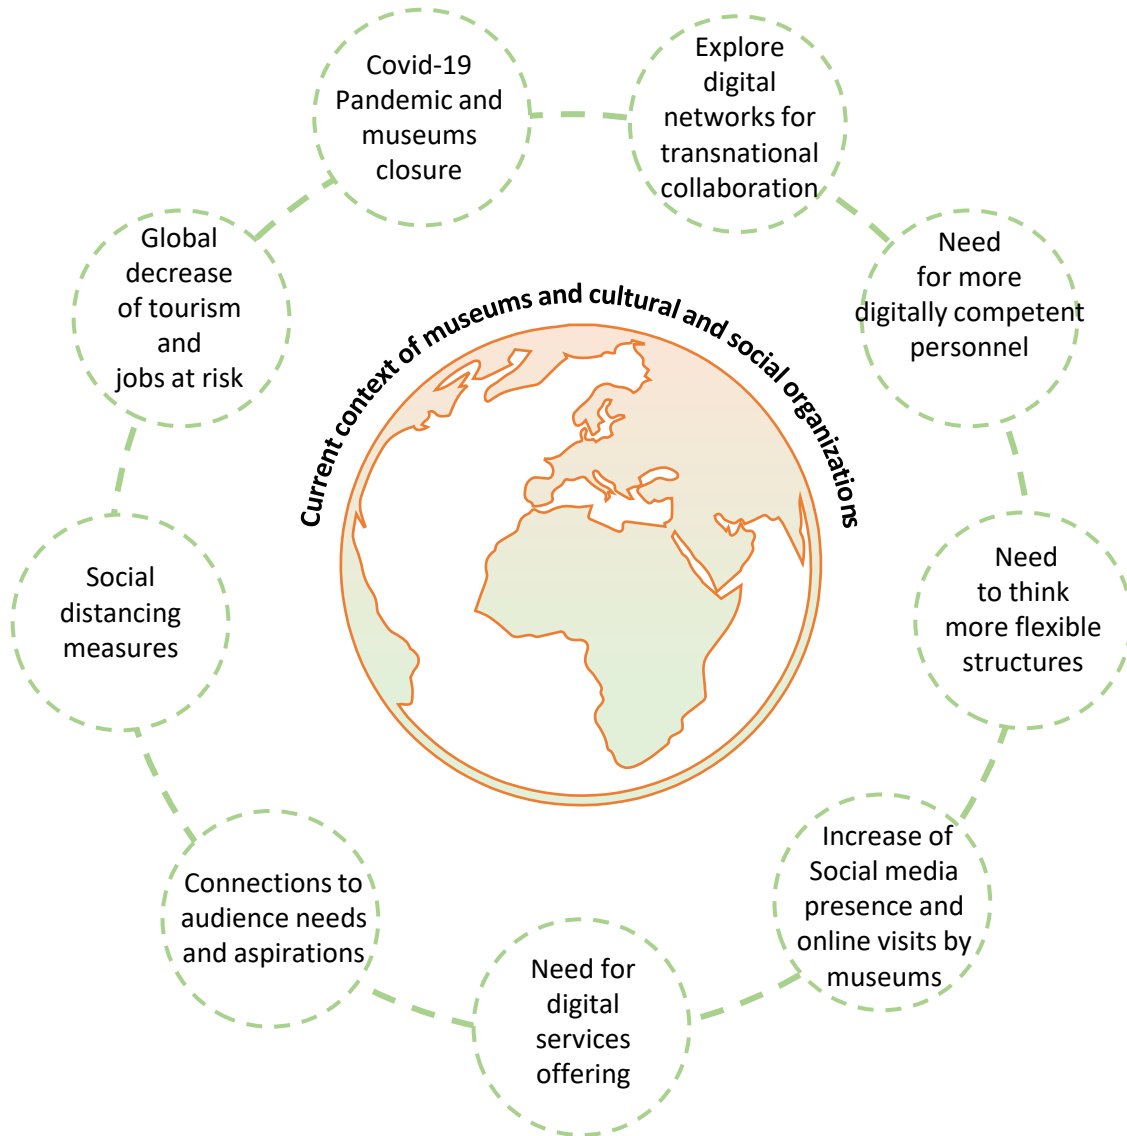 Covid-19
Pandemic and
museums
closure
Explore
digital
networks for
transnational
collaboration
Need
for more
digitally competent
personnel
Need
to think
more flexible
structures
Increase of
Social media
presence and
online visits by
museums
Need for
digital
services
offering
Connections to
audience needs
and aspirations
Social
distancing
measures
Global
decrease
of tourism
and
jobs at risk
Current context of museums and cultural and social organizations